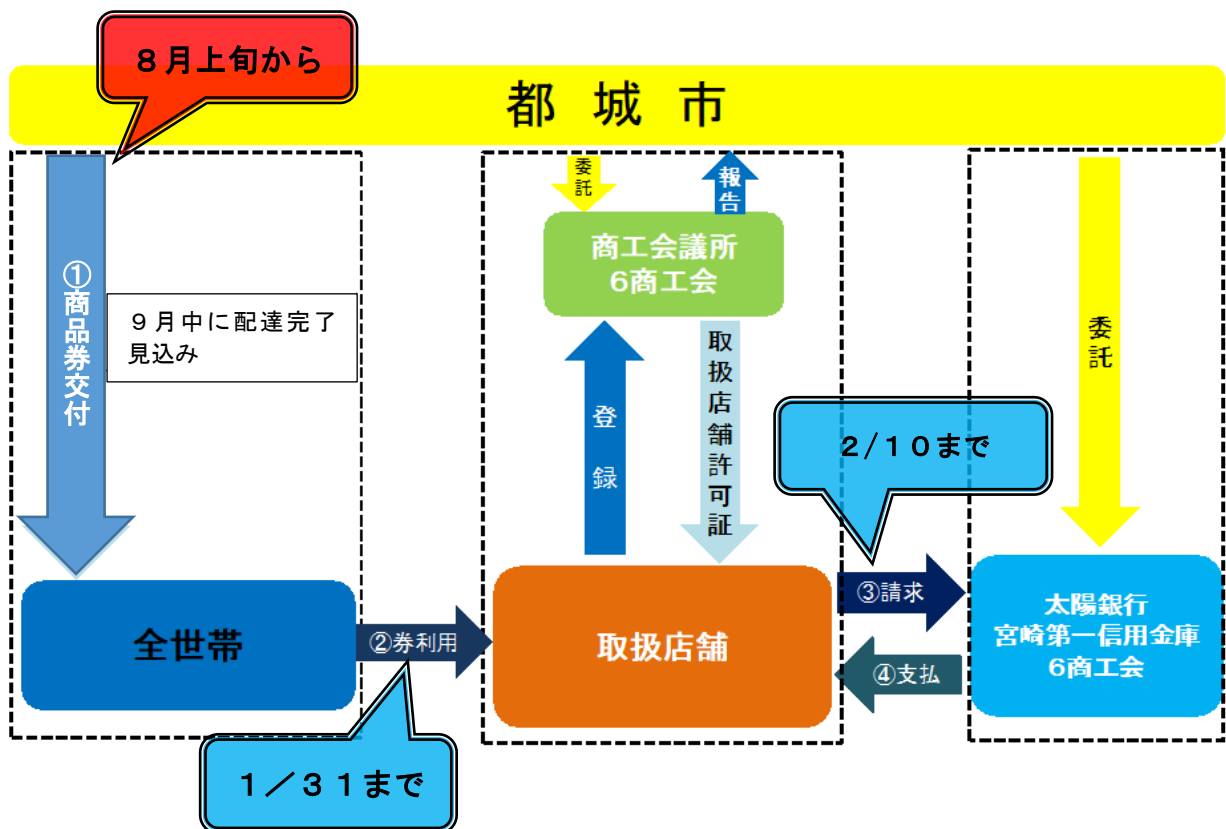 ８月上旬から
都城市
①商品券交付
９月中に配達完了
見込み
委託
報告
商工会議所
6商工会
登録
取扱店舗許可証
委託
2/１０まで
全世帯
②券利用
取扱店舗
③請求
④支払
太陽銀行
宮崎第一信用金庫
6商工会
１／３１まで